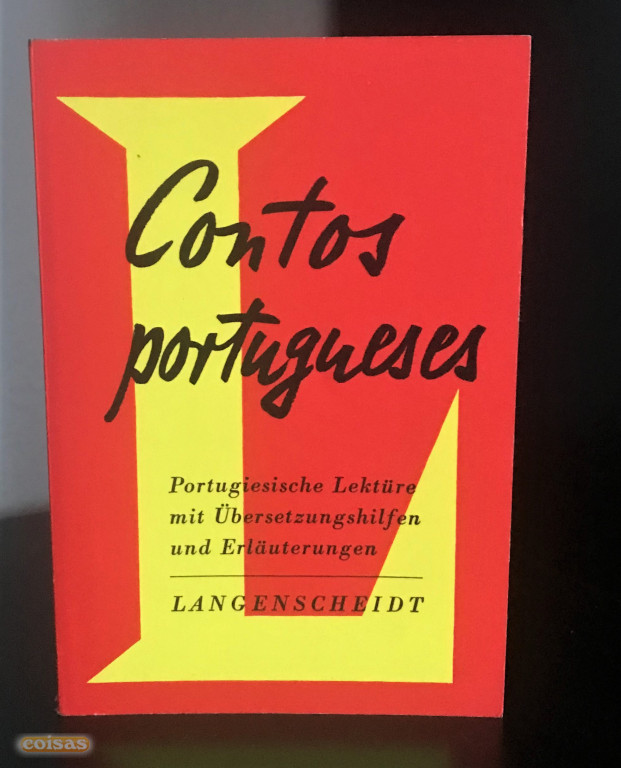 Contos
portugueses
Portugiesische Lektüre
mit Übersetzungshilfen
und Erläuterungen
LANGENSCHEIDT
coisas